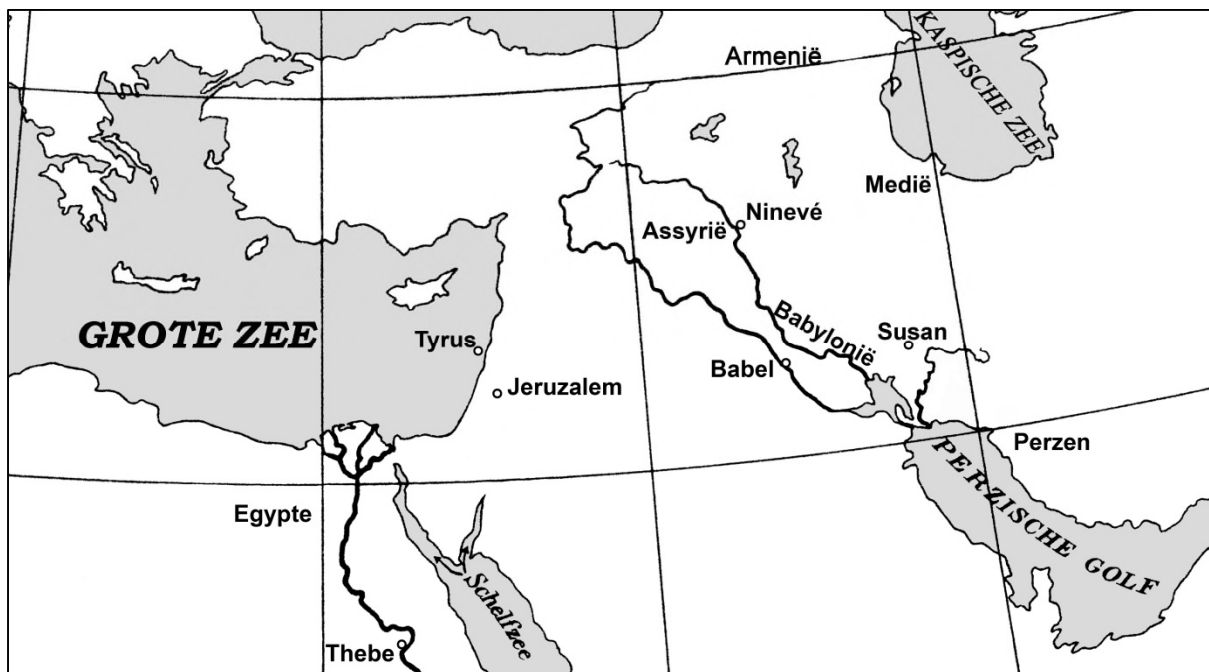 KASPISCHE ZEE
Armenië
Medië
Ninevé
Assyrië
GROTE ZEE
Babylonië
Susan
Tyrus
Babel
Jeruzalem
Perzen
PERZISCHE GOLF
Egypte
Schelfzee
Thebe